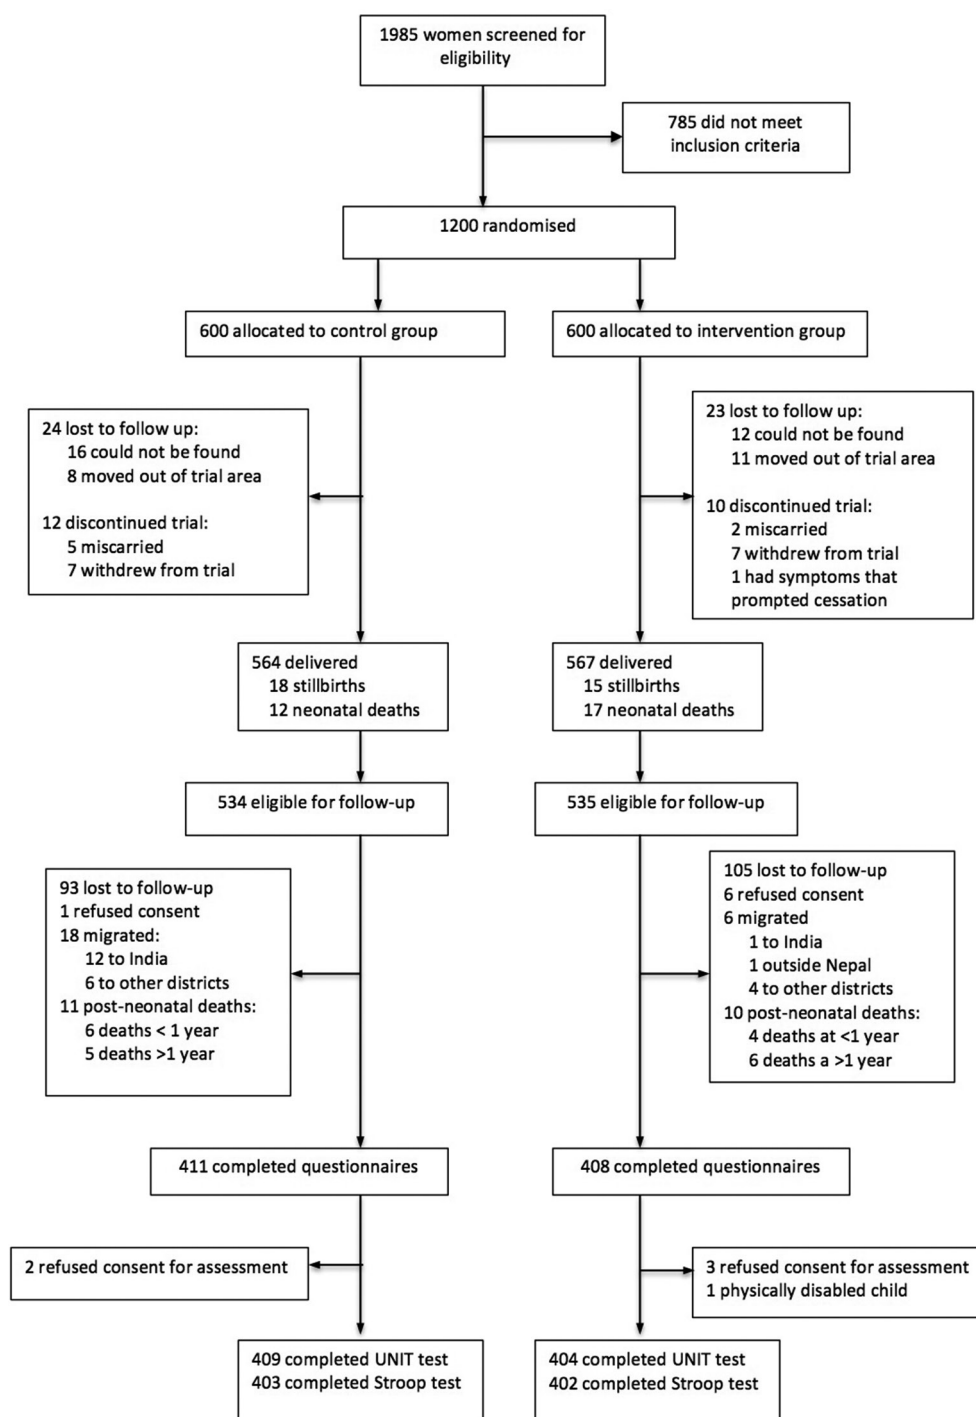 1985 women screened for
eligibility
785 did not meet
inclusion criteria
1200 randomised
600 allocated to control group
600 allocated to intervention group
24 lost to follow up:
16 could not be found
8 moved out of trial area
12 discontinued trial:
5 miscarried
7 withdrew from trial
23 lost to follow up:
12 could not be found
11 moved out of trial area
10 discontinued trial:
2 miscarried
7 withdrew from trial
1 had symptoms that
prompted cessation
564 delivered
18 stillbirths
12 neonatal deaths
567 delivered
15 stillbirths
17 neonatal deaths
534 eligible for follow-up
535 eligible for follow-up
93 lost to follow-up
1 refused consent
18 migrated:
12 to India
6 to other districts
11 post-neonatal deaths:
6 deaths < 1 year
5 deaths >1 year
105 lost to follow-up
6 refused consent
6 migrated
1 to India
1 outside Nepal
4 to other districts
10 post-neonatal deaths:
4 deaths at <1 year
6 deaths a >1 year
411 completed questionnaires
408 completed questionnaires
2 refused consent for assessment
3 refused consent for assessment
1 physically disabled child
409 completed UNIT test
403 completed Stroop test
404 completed UNIT test
402 completed Stroop test